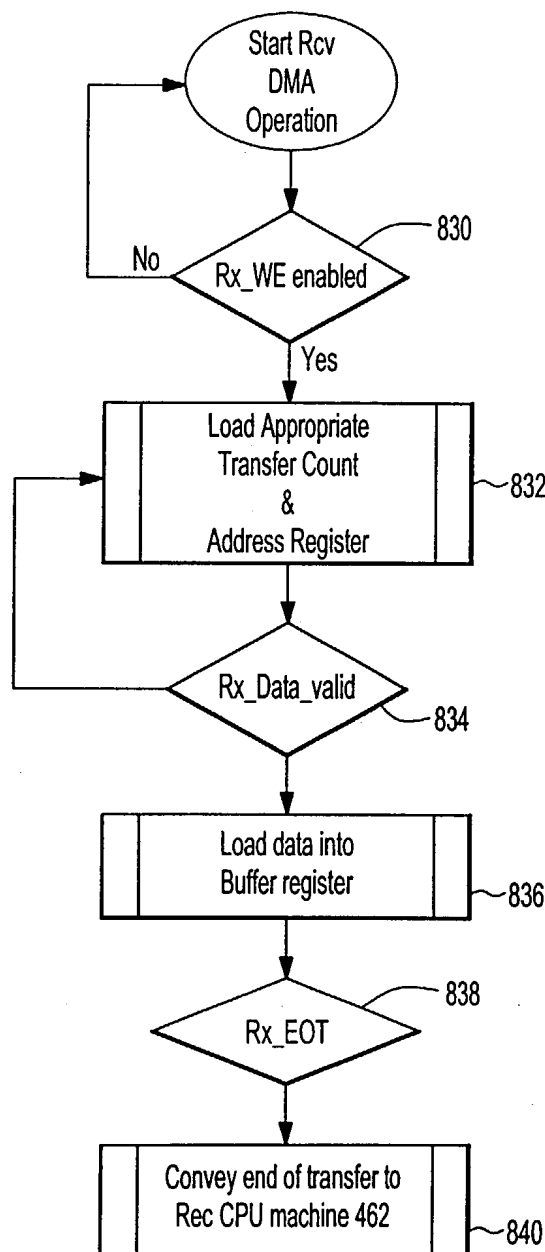 Start Rcv
DMA
Operation
830
No
Rx_WE enabled
Yes
Load Appropriate
Transfer Count
&
Address Register
832
Rx_Data_valid
834
Load data into
Buffer register
836
838
Rx_EOT
Convey end of transfer to
Rec CPU machine 462
840